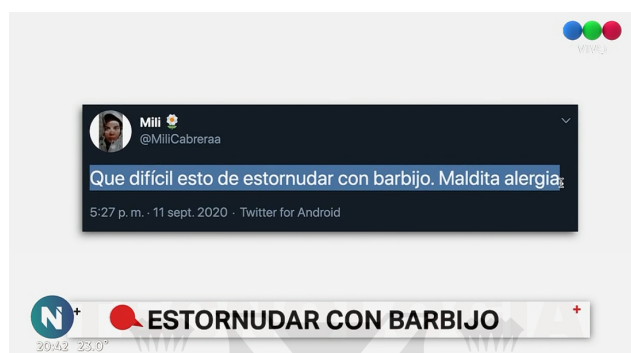 VIVO
Mili
@MiliCabreraa
Que difícil esto de estornudar con barbijo. Maldita alergia.
5:27 p. m. · 11 sept. 2020 · Twitter for Android
N
ESTORNUDAR CON BARBIJO
20:42 23.0°